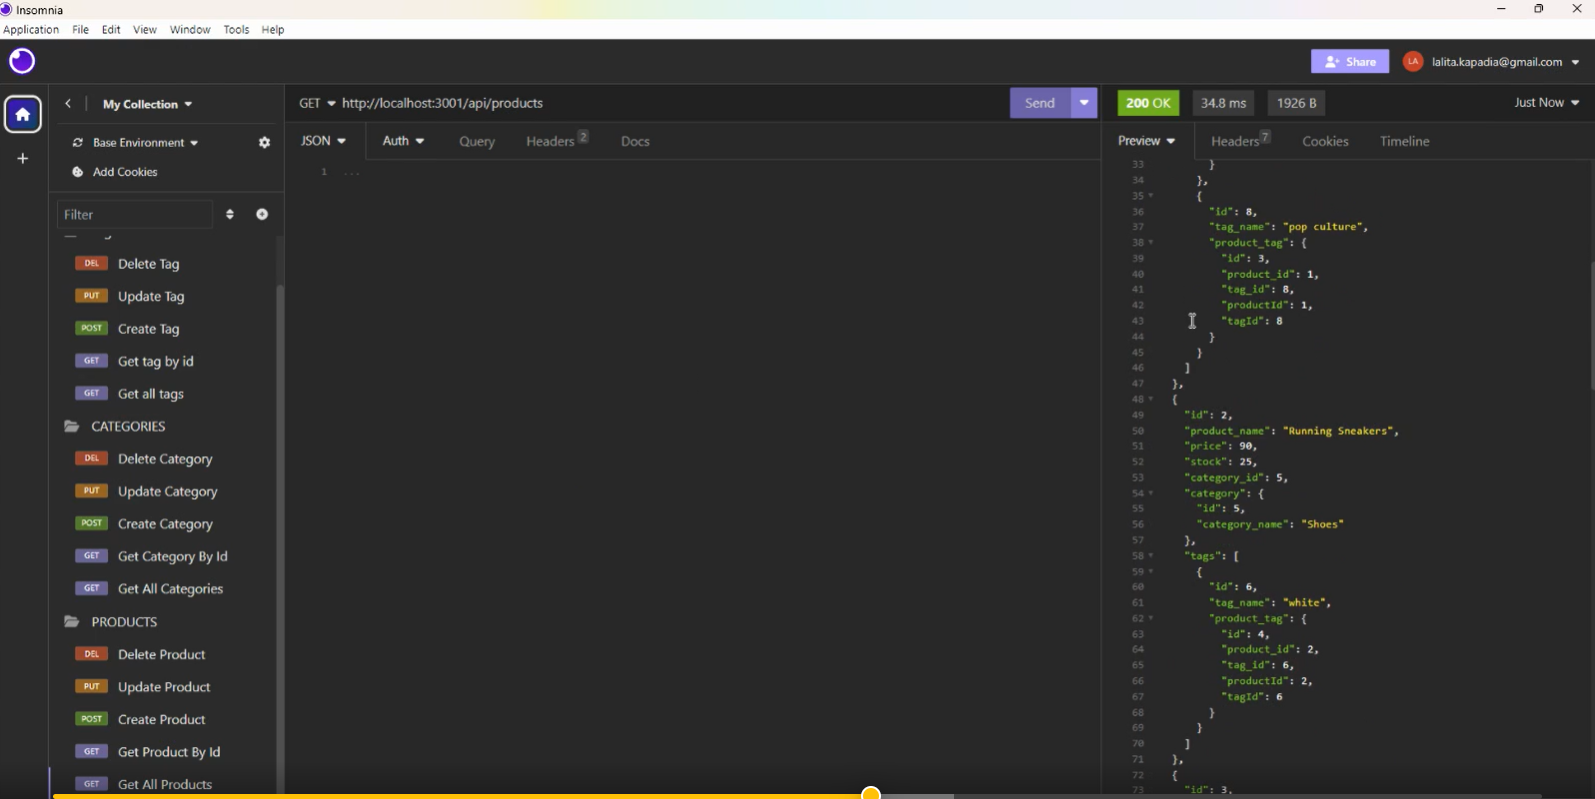 Insomnia
Application File Edit View Window Tools Help
Share LA lalita.kapadia@gmail.com
My Collection
Base Environment
Add Cookies
Filter
DEL Delete Tag
PUT Update Tag
POST Create Tag
GET Get tag by id
GET Get all tags
CATEGORIES
DEL Delete Category
PUT Update Category
POST Create Category
GET Get Category By Id
GET Get All Categories
PRODUCTS
DEL Delete Product
PUT Update Product
POST Create Product
GET Get Product By Id
GET Get All Products
GET http://localhost:3001/api/products Send
JSON Auth Query Headers 2 Docs
1 ...
200 OK 34.8 ms 1926 B Just Now
Preview Headers 7 Cookies Timeline
33 }
34 },
35 {
36 "id": 8,
37 "tag_name": "pop culture",
38 "product_tag": {
39 "id": 3,
40 "product_id": 1,
41 "tag_id": 8,
42 "productId": 1,
43 "tagId": 8
44 }
45 }
46 ]
47 },
48 {
49 "id": 2,
50 "product_name": "Running Sneakers",
51 "price": 90,
52 "stock": 25,
53 "category_id": 5,
54 "category": {
55 "id": 5,
56 "category_name": "Shoes"
57 },
58 "tags": [
59 {
60 "id": 6,
61 "tag_name": "white",
62 "product_tag": {
63 "id": 4,
64 "product_id": 2,
65 "tag_id": 6,
66 "productId": 2,
67 "tagId": 6
68 }
69 }
70 ]
71 },
72 {
73 "id": 3,